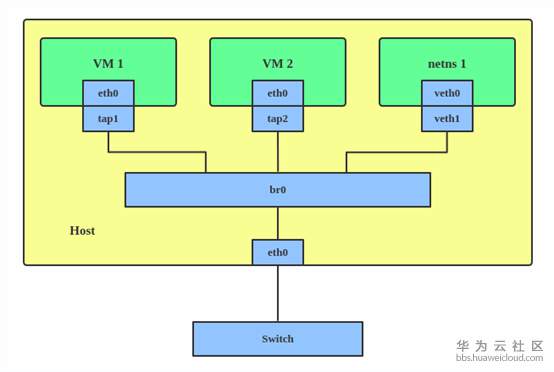 VM 1
VM 2
netns 1
eth0
eth0
veth0
tap1
tap2
veth1
br0
Host
eth0
Switch
华为云社区
bbs.huaweicloud.com